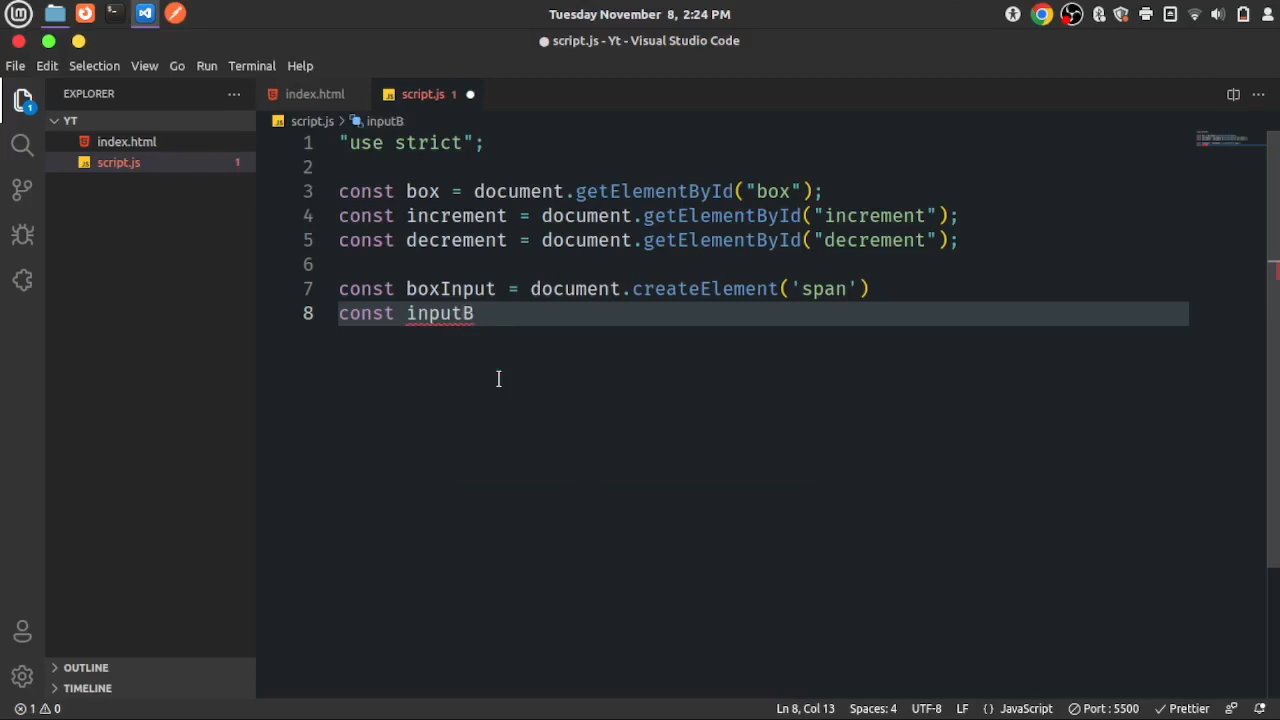 Tuesday November 8, 2:24 PM
script.js - Yt - Visual Studio Code
File Edit Selection View Go Run Terminal Help
EXPLORER
index.html
script.js 1
YT
script.js > inputB
index.html
script.js 1
1 "use strict";
2
3 const box = document.getElementById("box");
4 const increment = document.getElementById("increment");
5 const decrement = document.getElementById("decrement");
6
7 const boxInput = document.createElement('span')
8 const inputB
1
OUTLINE
TIMELINE
1 0 Ln 8, Col 13 Spaces: 4 UTF-8 LF {} JavaScript Port : 5500 Prettier